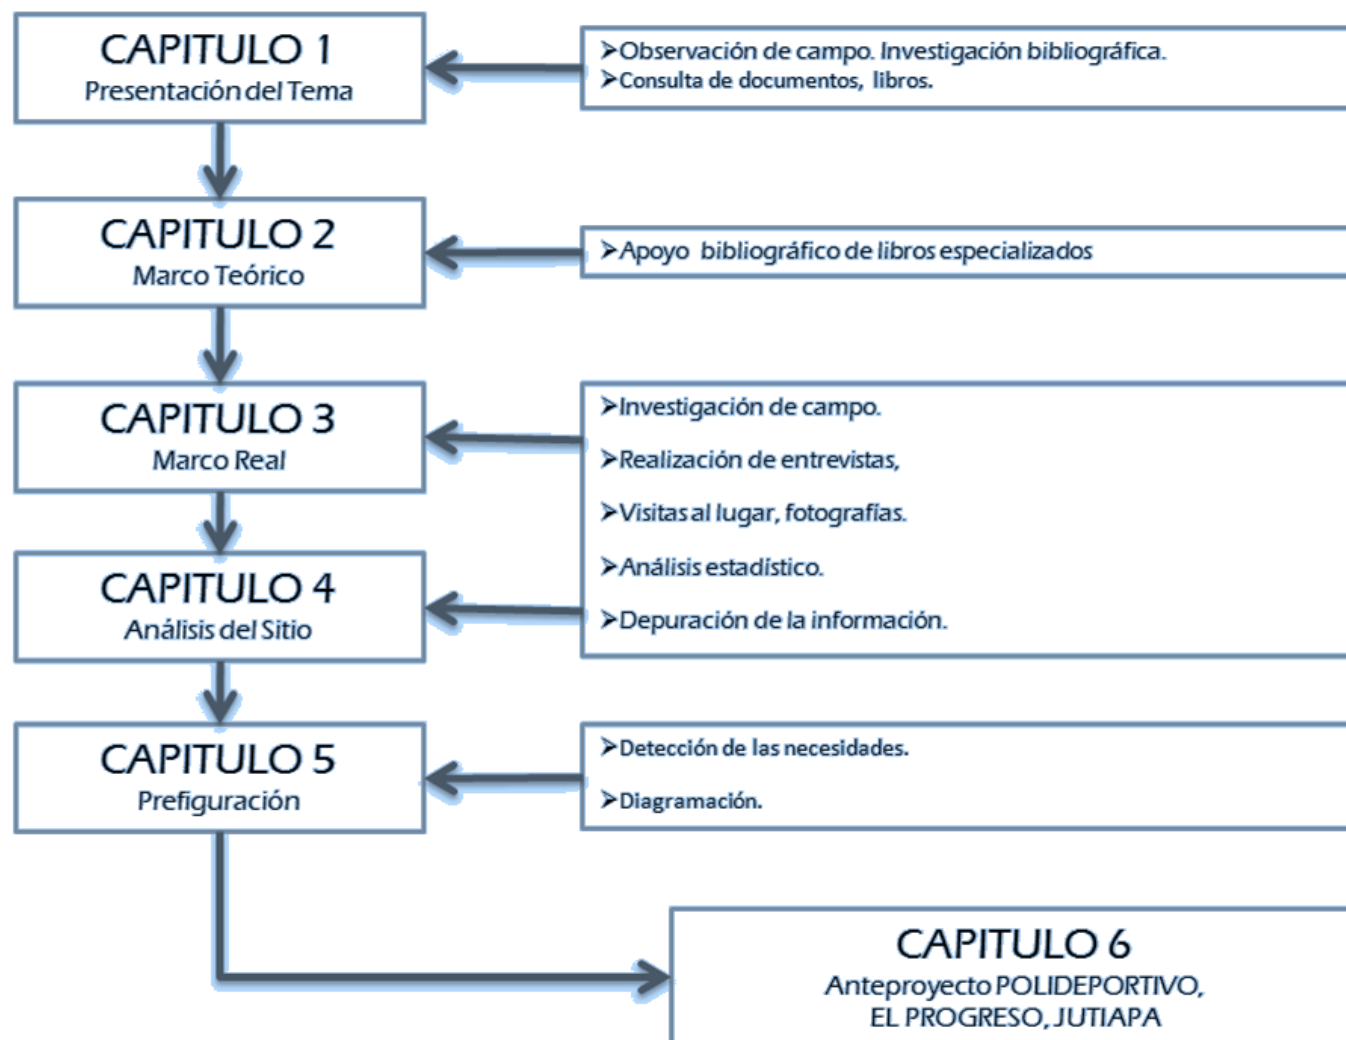 CAPITULO 1
Presentación del Tema
➢Observación de campo. Investigación bibliográfica.
➢Consulta de documentos, libros.
CAPITULO 2
Marco Teórico
➢Apoyo bibliográfico de libros especializados
CAPITULO 3
Marco Real
➢Investigación de campo.
➢Realización de entrevistas,
➢Visitas al lugar, fotografías.
➢Análisis estadístico.
➢Depuración de la información.
CAPITULO 4
Análisis del Sitio
CAPITULO 5
Prefiguración
➢Detección de las necesidades.
➢Diagramación.
CAPITULO 6
Anteproyecto POLIDEPORTIVO,
EL PROGRESO, JUTIAPA